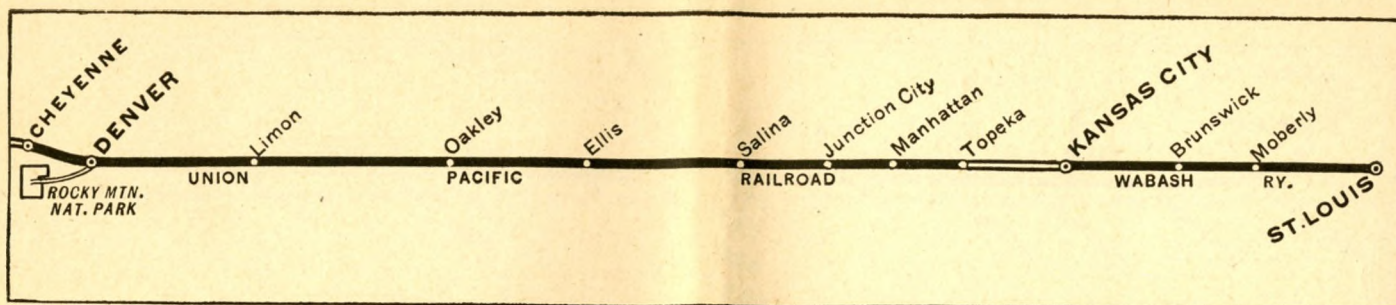 CHEYENNE
DENVER
Limon
Oakley
Ellis
Salina
Junction City
Manhattan
Topeka
KANSAS CITY
Brunswick
Moberly
ST. LOUIS
UNION PACIFIC RAILROAD
WABASH RY.
ROCKY MTN.
NAT. PARK